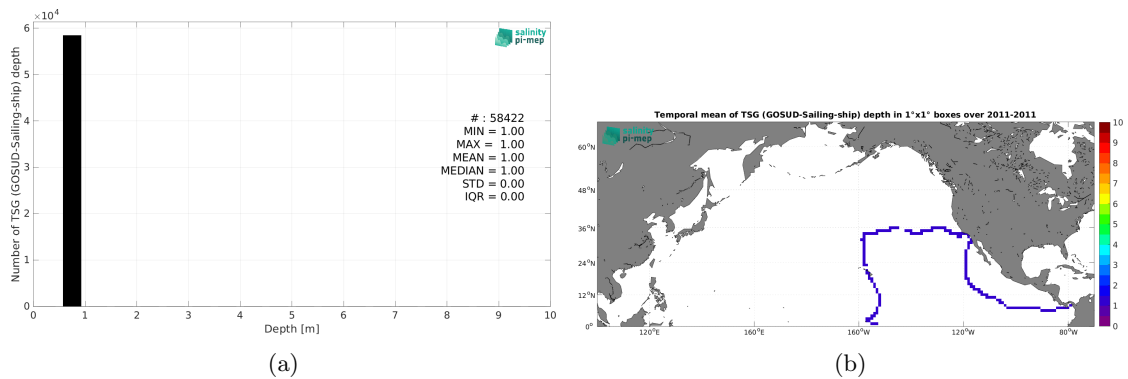 ×10⁴
6
5
4
3
2
1
0
Number of TSG (GOSUD-Sailing-ship) depth
salinity
pi-mep
# : 58422
MIN = 1.00
MAX = 1.00
MEAN = 1.00
MEDIAN = 1.00
STD = 0.00
IQR = 0.00
0 1 2 3 4 5 6 7 8 9 10
Depth [m]
(a)
Temporal mean of TSG (GOSUD-Sailing-ship) depth in 1°x1° boxes over 2011-2011
salinity
pi-mep
60°N
48°N
36°N
24°N
12°N
0°
120°E 160°E 160°W 120°W 80°W
10
9
8
7
6
5
4
3
2
1
0
(b)